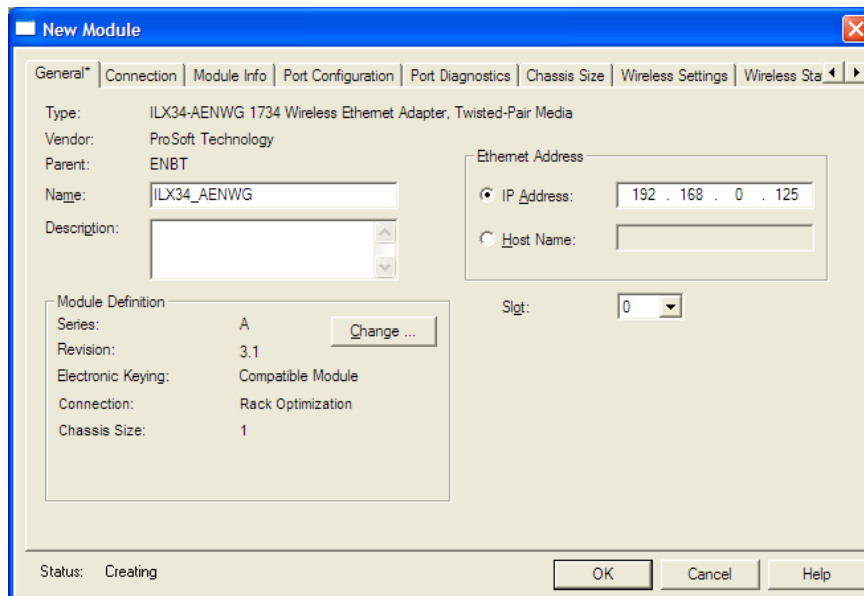 New Module
General* Connection Module Info Port Configuration Port Diagnostics Chassis Size Wireless Settings Wireless Sta
Type: ILX34-AENWG 1734 Wireless Ethernet Adapter, Twisted-Pair Media
Vendor: ProSoft Technology
Parent: ENBT
Name: ILX34_AENWG
Description:
Ethernet Address
IP Address: 192 . 168 . 0 . 125
Host Name:
Module Definition
Series: A
Change ...
Revision: 3.1
Electronic Keying: Compatible Module
Connection: Rack Optimization
Chassis Size: 1
Slot: 0
Status: Creating
OK Cancel Help